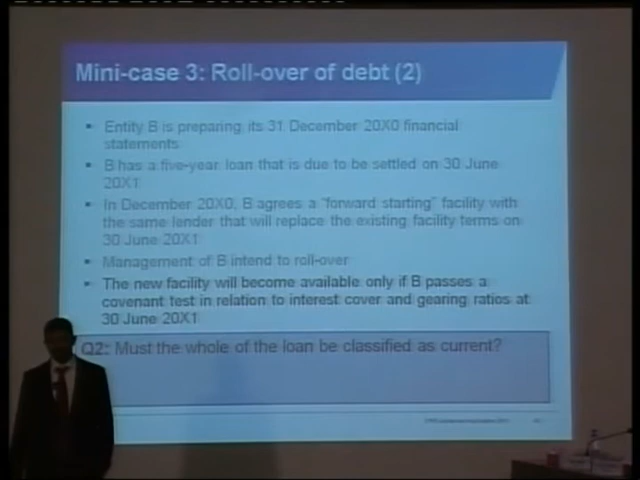 Mini-case 3: Roll-over of debt (2)
Entity B is preparing its 31 December 20X0 financial
statements
B has a five-year loan that is due to be settled on 30 June
20X1
In December 20X0, B agrees a "forward starting" facility with
the same lender that will replace the existing facility terms on
30 June 20X1
Management of B intend to roll-over
The new facility will become available only if B passes a
covenant test in relation to interest cover and gearing ratios at
30 June 20X1
Q2: Must the whole of the loan be classified as current?